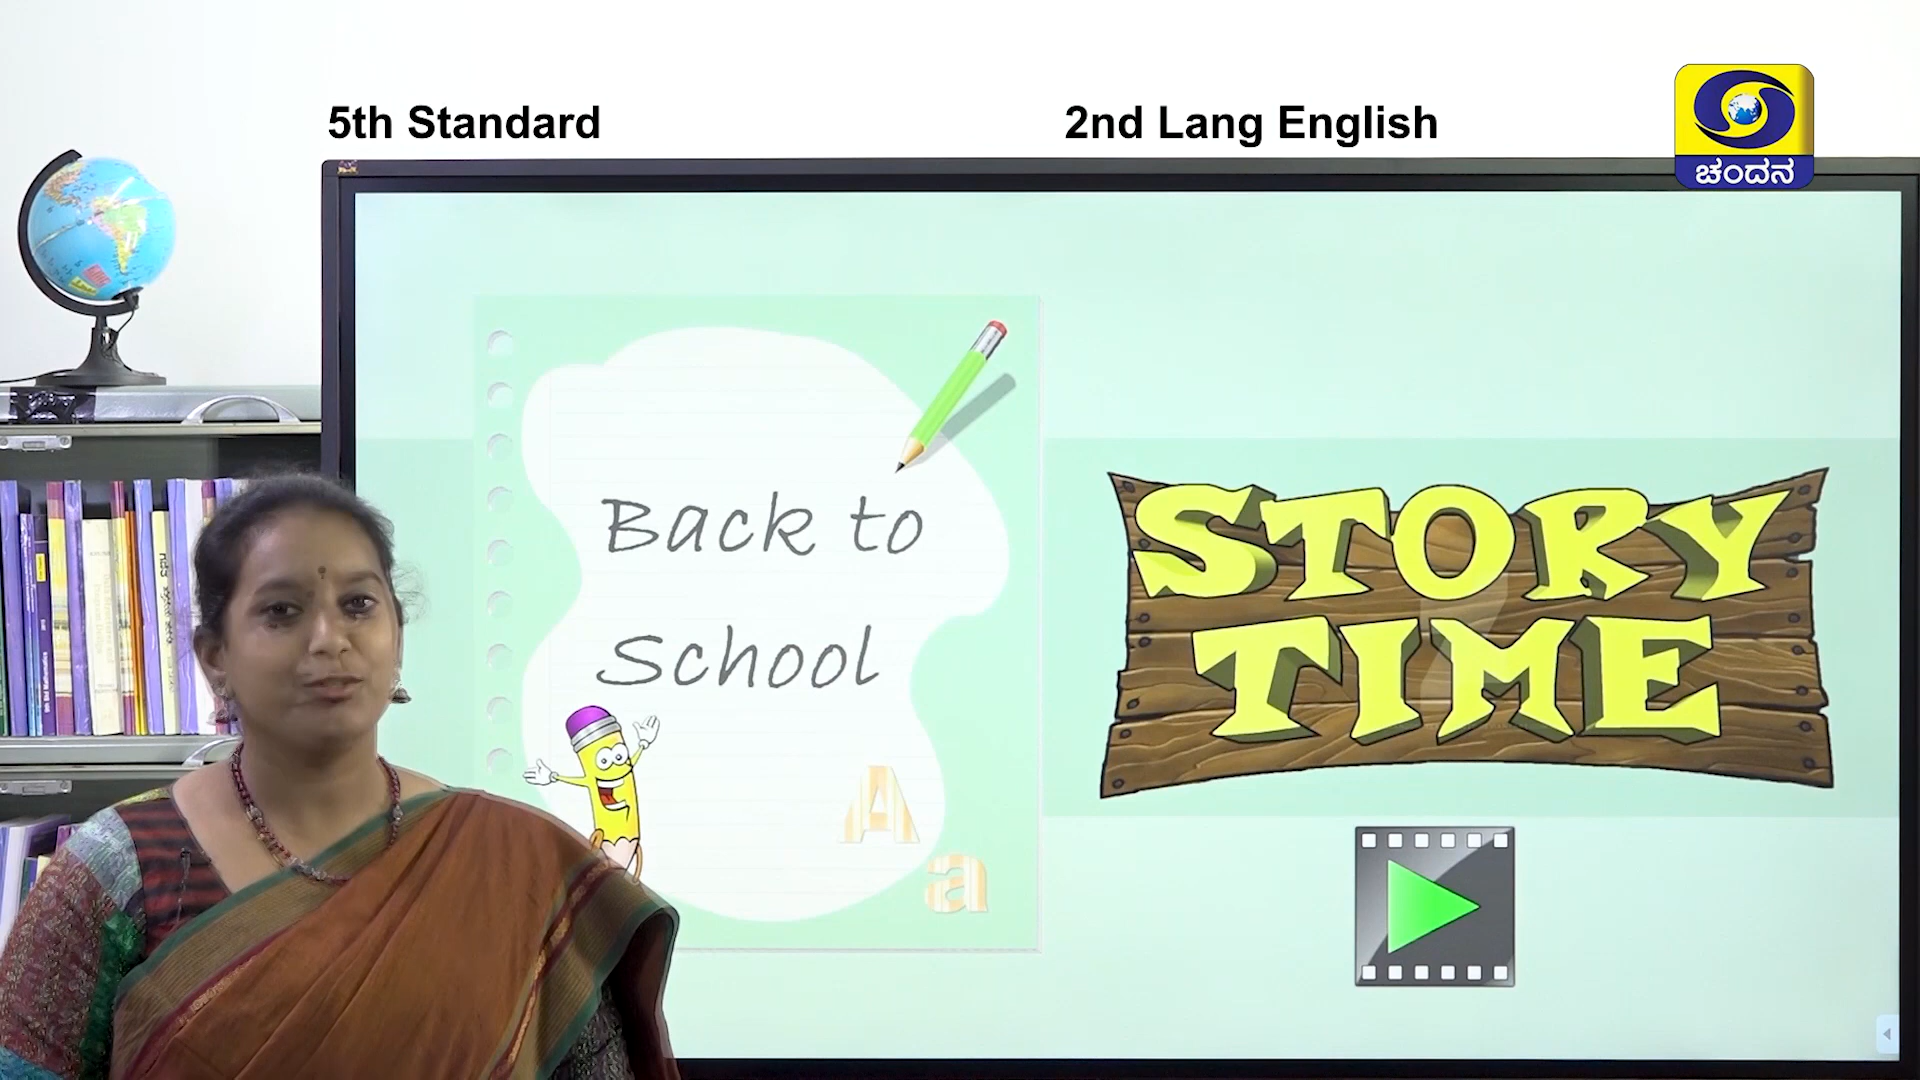 5th Standard
2nd Lang English
ಚಂದನ
Back to
School
A
a
STORY
TIME